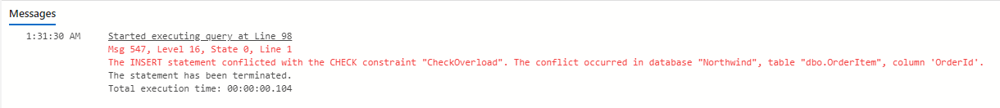 Messages
1:31:30 AM Started executing query at Line 98
Msg 547, Level 16, State 0, Line 1
The INSERT statement conflicted with the CHECK constraint "CheckOverload". The conflict occurred in database "Northwind", table "dbo.OrderItem", column 'OrderId'.
The statement has been terminated.
Total execution time: 00:00:00.104